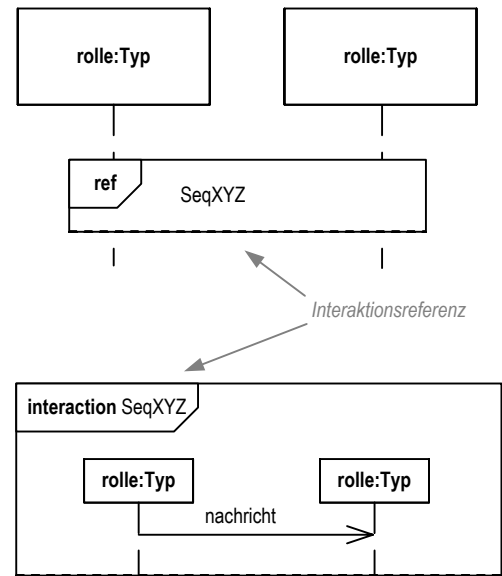 rolle:Typ rolle:Typ
ref
SeqXYZ
Interaktionsreferenz
interaction SeqXYZ
rolle:Typ rolle:Typ
nachricht